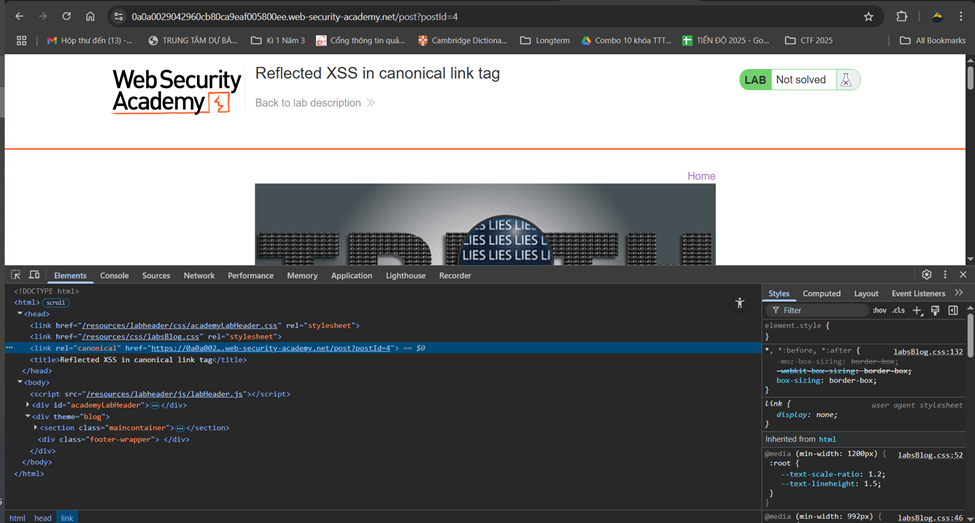 0a0a0029042960cb80ca9eaf005800ee.web-security-academy.net/post?postId=4
Hộp thư đến (13) -... TRUNG TÂM DỰ BÁ... Ki 1 Năm 3 Cổng thông tin quả... Cambridge Dictiona... Longterm Combo 10 khóa TTT... TIẾN ĐỘ 2025 - Go... CTF 2025 All Bookmarks
WebSecurity
Academy
Reflected XSS in canonical link tag
Back to lab description
LAB Not solved
Home
S LIES LIE
LIES LIES LI
LIES LIES LI
Elements Console Sources Network Performance Memory Application Lighthouse Recorder
<!DOCTYPE html>
<html> scroll
<head>
<link href="/resources/labheader/css/academyLabHeader.css" rel="stylesheet">
<link href="/resources/css/labsBlog.css" rel="stylesheet">
... <link rel="canonical" href="https://0a0a002….web-security-academy.net/post?postId=4"> == $0
<title>Reflected XSS in canonical link tag</title>
</head>
<body>
<script src="/resources/labheader/js/labHeader.js"></script>
<div id="academyLabHeader">…</div>
<div theme="blog">
<section class="maincontainer">…</section>
<div class="footer-wrapper"> </div>
</div>
</body>
</html>
html head link
Styles Computed Layout Event Listeners
Filter :hov .cls
element.style {
}
*, *:before, *:after { labsBlog.css:132
-moz-box-sizing: border-box;
-webkit-box-sizing: border-box;
box-sizing: border-box;
}
link { user agent stylesheet
display: none;
}
Inherited from html
@media (min-width: 1200px) { labsBlog.css:52
:root {
--text-scale-ratio: 1.2;
--text-lineheight: 1.5;
}
}
@media (min-width: 992px) { labsBlog.css:46